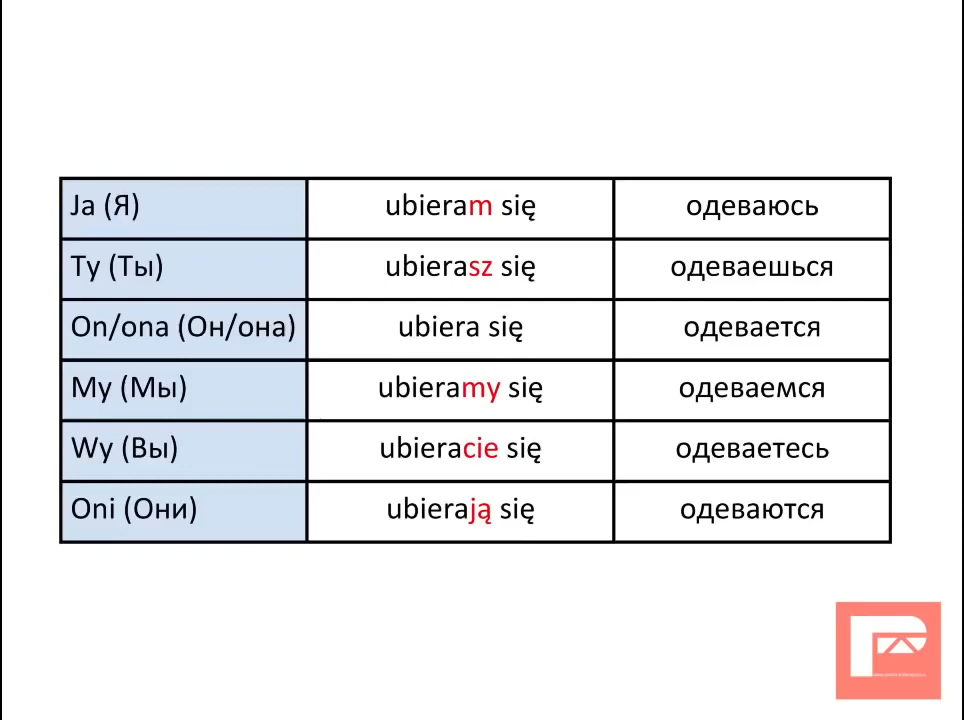 Ja (Я) ubieram się одеваюсь
Ty (Ты) ubierasz się одеваешься
On/ona (Он/она) ubiera się одевается
My (Мы) ubieramy się одеваемся
Wy (Вы) ubieracie się одеваетесь
Oni (Они) ubierają się одеваются